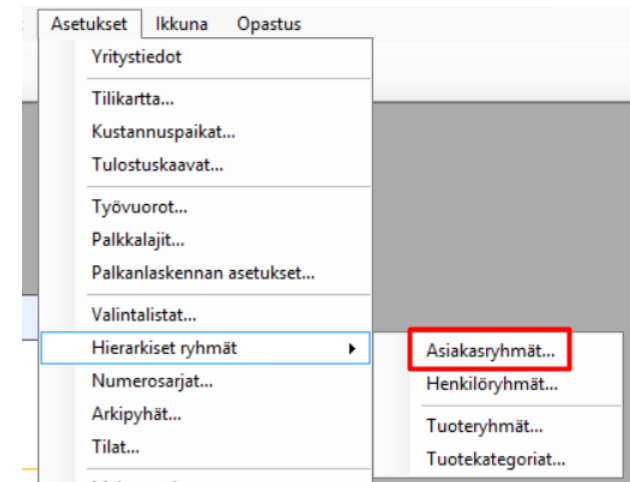 Asetukset Ikkuna Opastus
Yritystiedot
Tilikartta...
Kustannuspaikat...
Tulostuskaavat...
Työvuorot...
Palkkalajit...
Palkanlaskennan asetukset...
Valintalistat...
Hierarkiset ryhmät
Numerosarjat...
Arkipyhät...
Tilat...
Asiakasryhmät...
Henkilöryhmät...
Tuoteryhmät...
Tuotekategoriat...